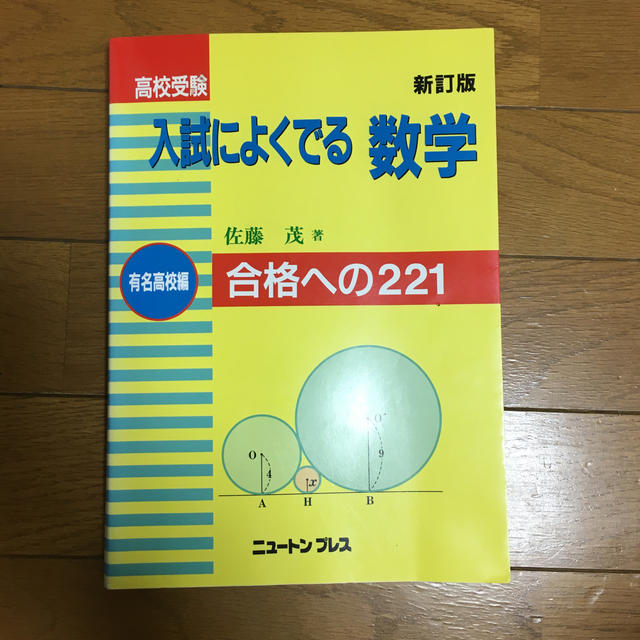 高校受験
新訂版
入試によくでる 数学
佐藤 茂 著
有名高校編
合格への221
O'
O
4
9
x
A
H
B
ニュートン プレス